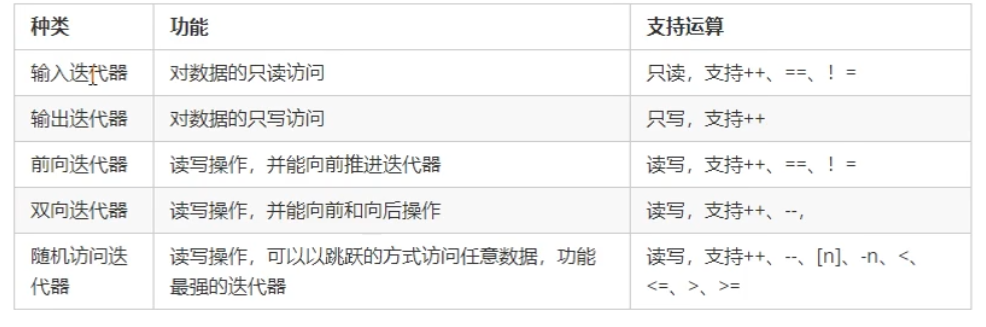 种类 功能 支持运算
输入迭代器 对数据的只读访问 只读，支持++、==、！=
输出迭代器 对数据的只写访问 只写，支持++
前向迭代器 读写操作，并能向前推进迭代器 读写，支持++、==、！=
双向迭代器 读写操作，并能向前和向后操作 读写，支持++、--，
随机访问迭 读写操作，可以以跳跃的方式访问任意数据，功能 读写，支持++、--、[n]、-n、<、
代器 最强的迭代器 <=、>、>=